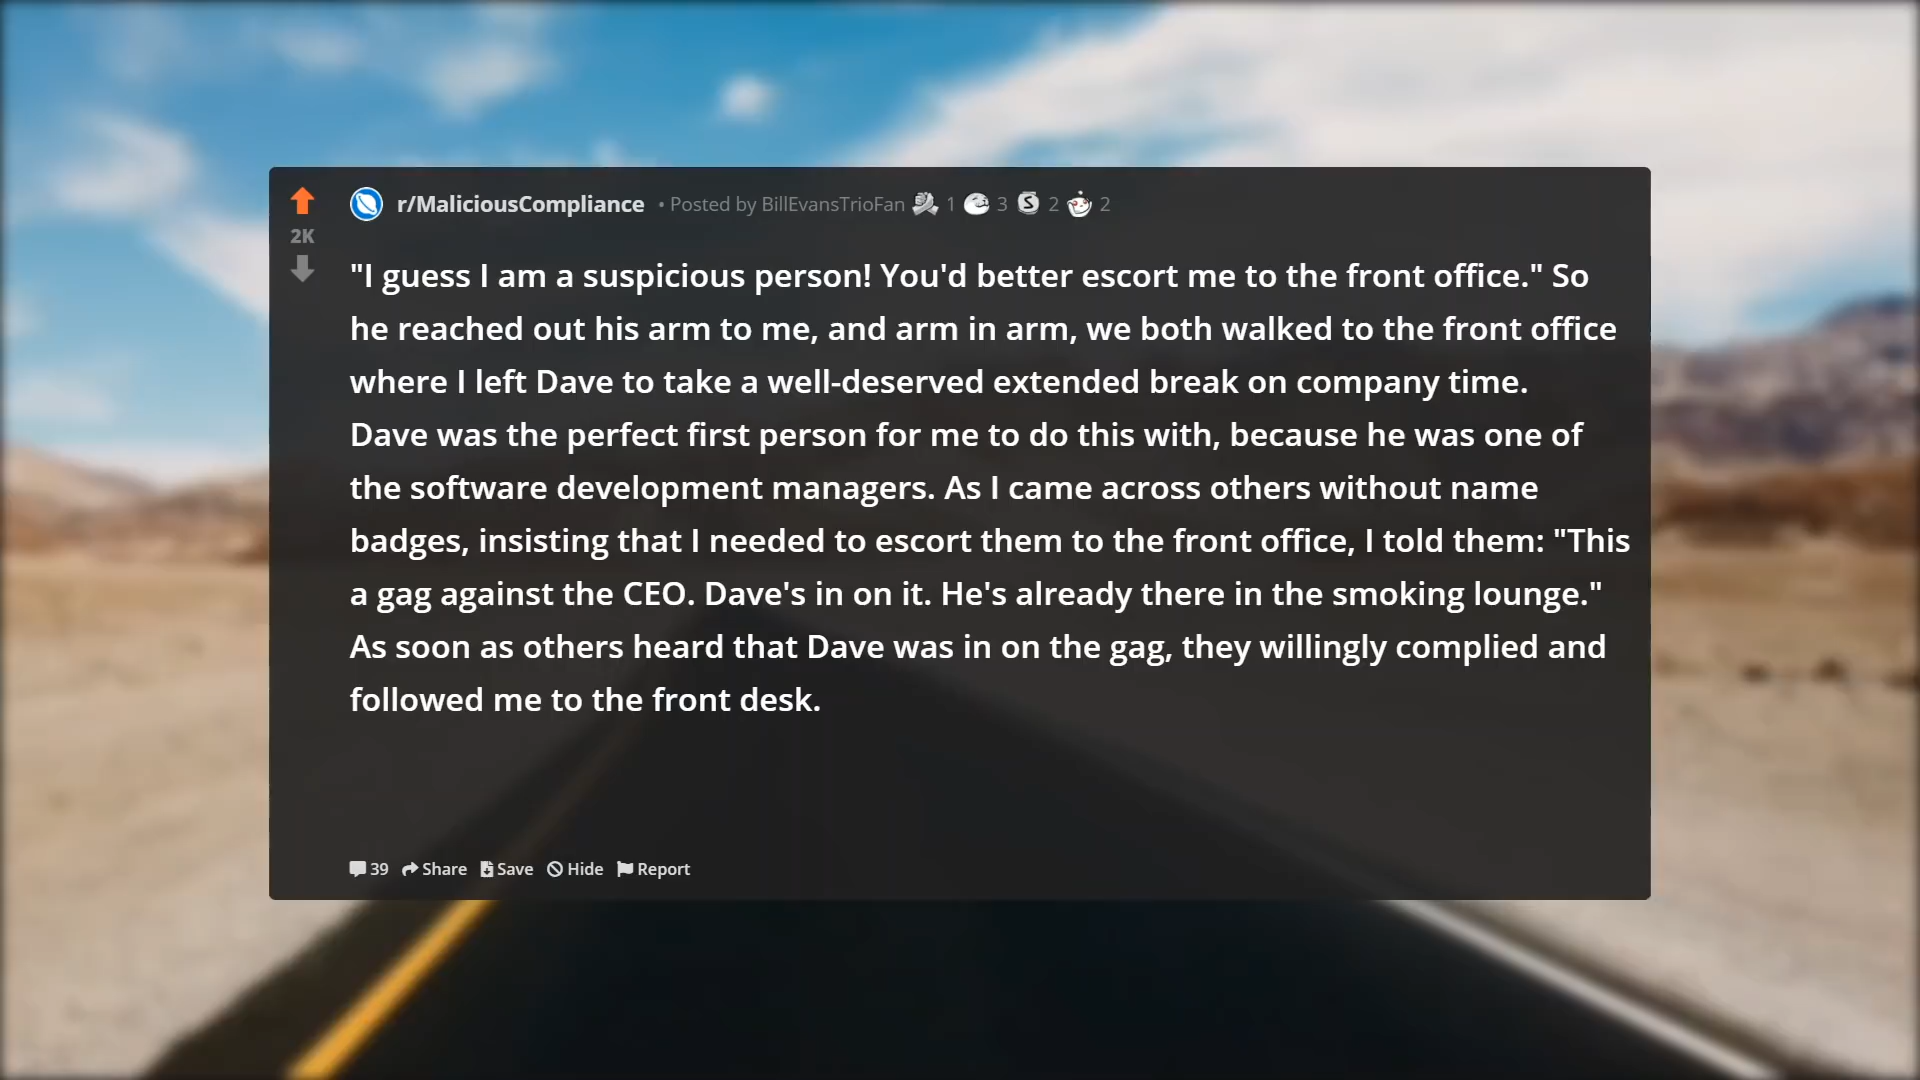 r/MaliciousCompliance • Posted by BillEvansTrioFan 1 3 S 2 2
2K
"I guess I am a suspicious person! You'd better escort me to the front office." So
he reached out his arm to me, and arm in arm, we both walked to the front office
where I left Dave to take a well-deserved extended break on company time.
Dave was the perfect first person for me to do this with, because he was one of
the software development managers. As I came across others without name
badges, insisting that I needed to escort them to the front office, I told them: "This
a gag against the CEO. Dave's in on it. He's already there in the smoking lounge."
As soon as others heard that Dave was in on the gag, they willingly complied and
followed me to the front desk.
39 Share Save Hide Report